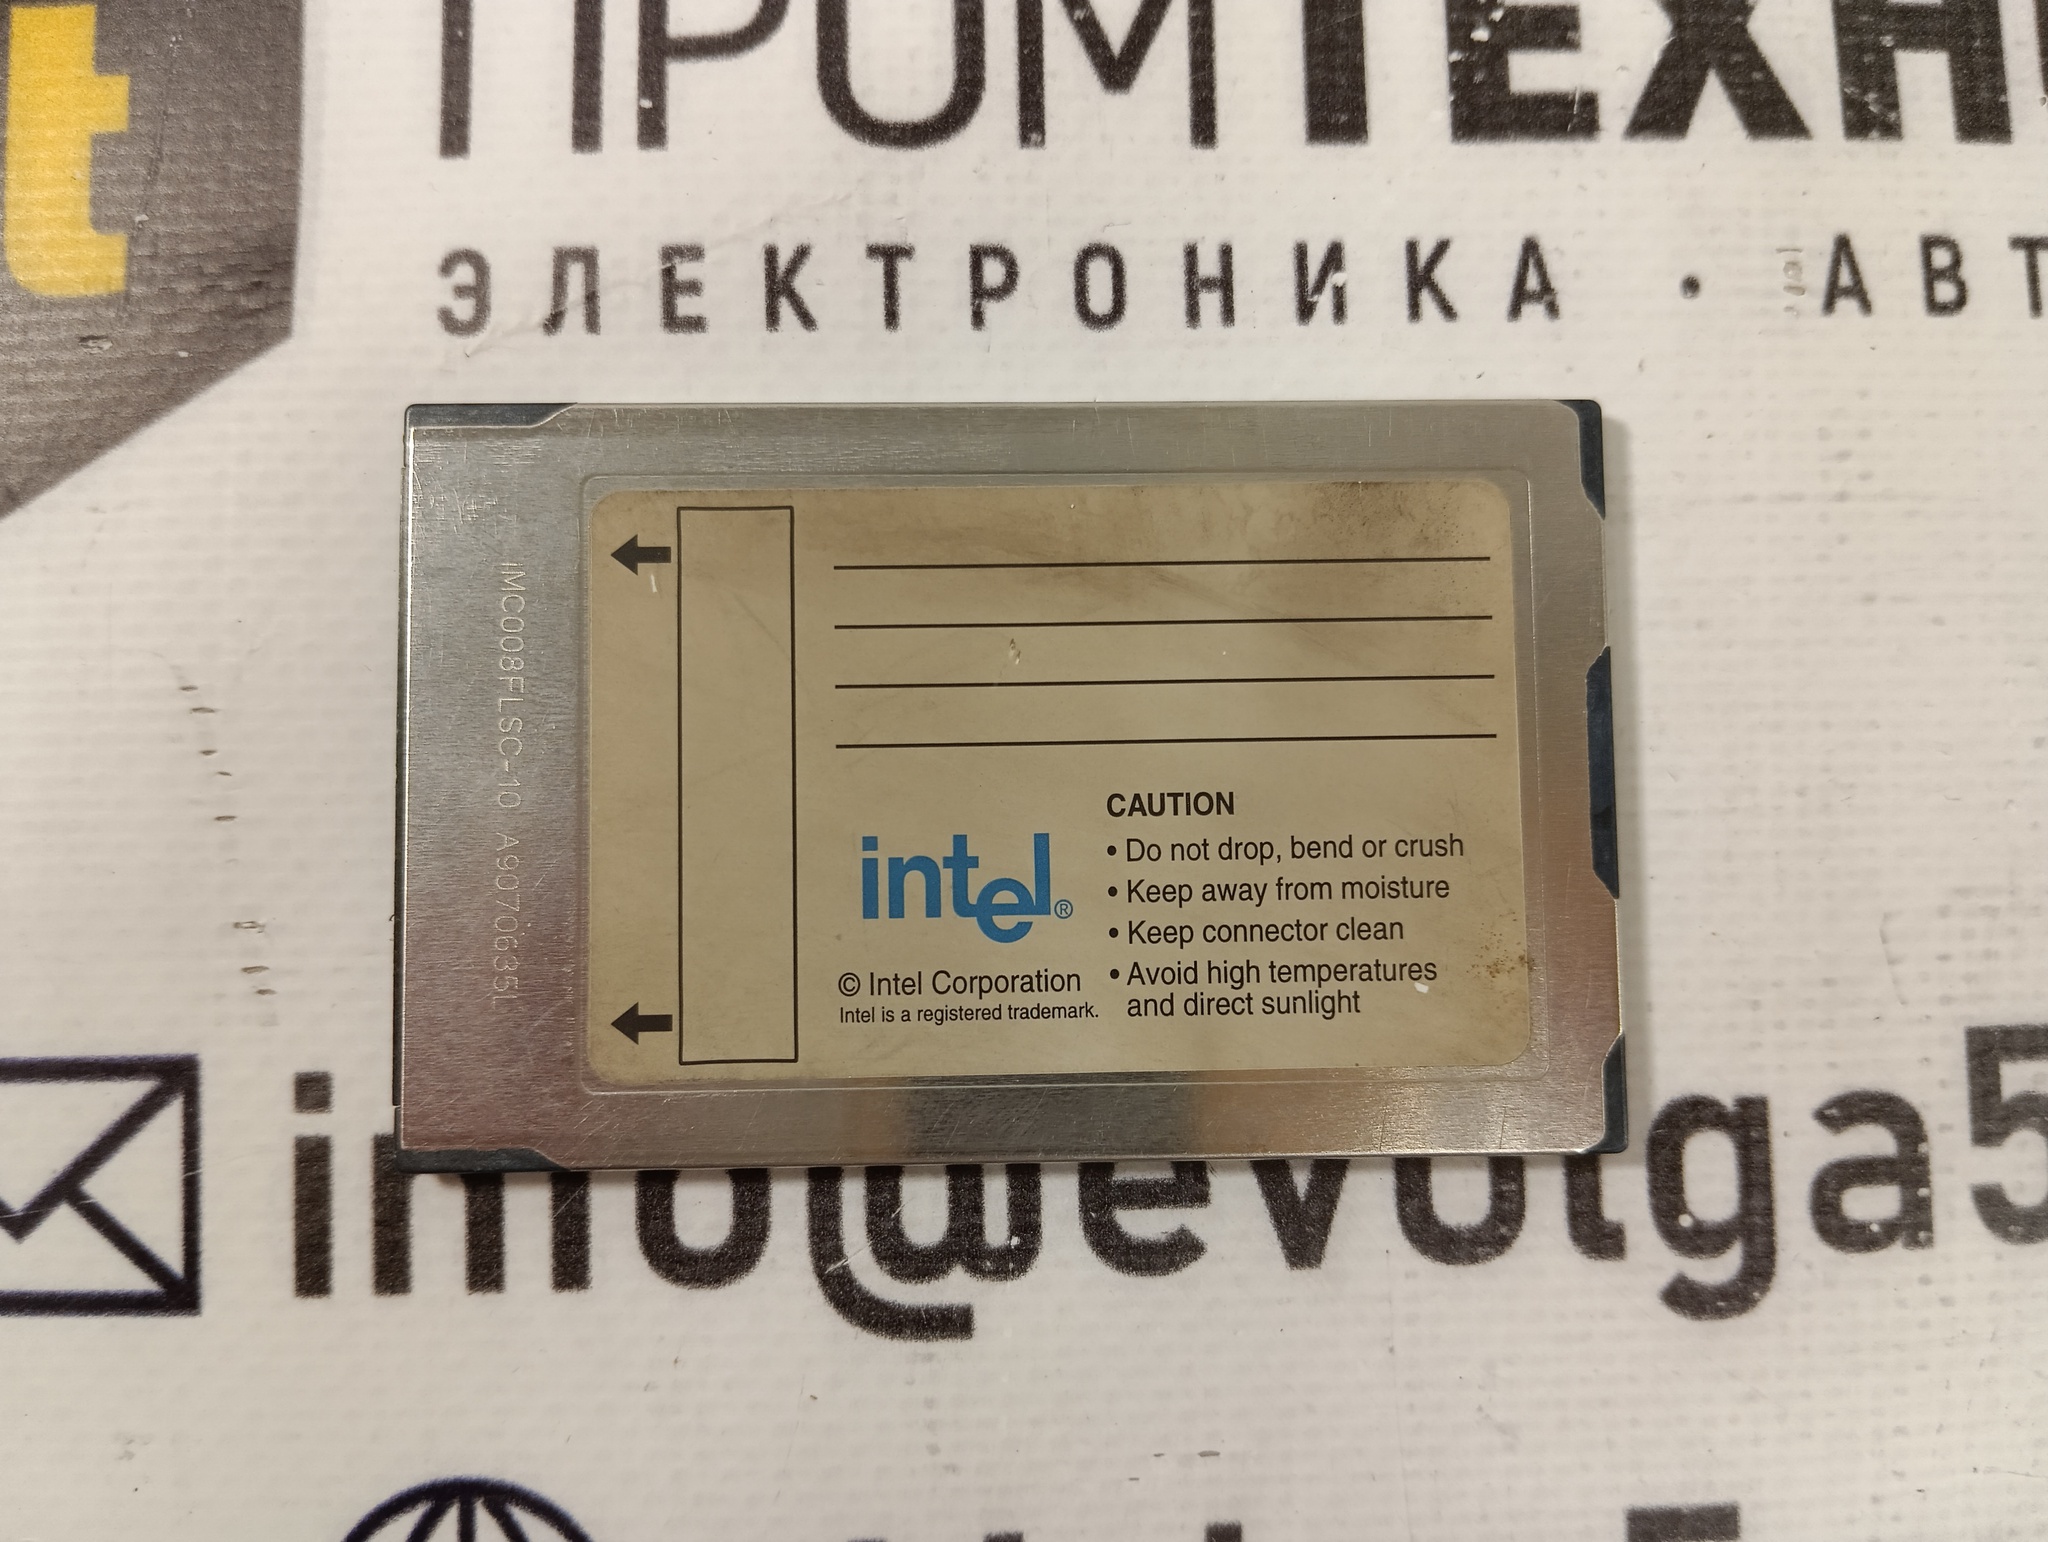 t ПРОМТЕХН
ЭЛЕКТРОНИКА • АВТ
IMC008FLSC-10 A9070635L
intel®
© Intel Corporation
Intel is a registered trademark.
CAUTION
• Do not drop, bend or crush
• Keep away from moisture
• Keep connector clean
• Avoid high temperatures
and direct sunlight
imo@evolga5